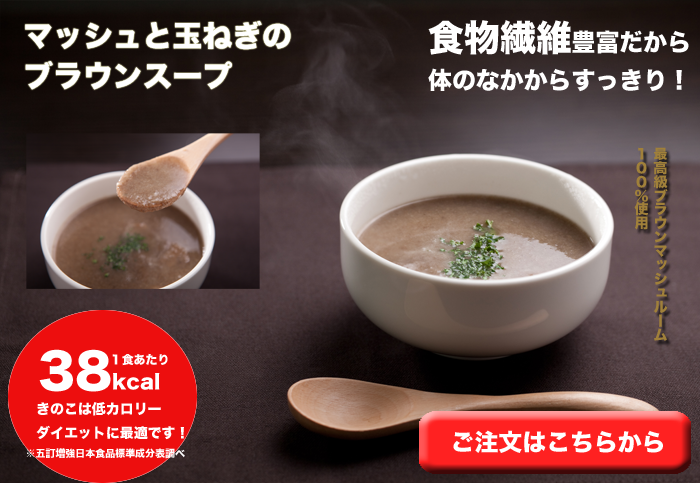 マッシュと玉ねぎの
ブラウンスープ
食物繊維豊富だから
体のなかからすっきり！
最高級ブラウンマッシュルーム
100%使用
1食あたり
38kcal
きのこは低カロリー
ダイエットに最適です！
※五訂増強日本食品標準成分表調べ
ご注文はこちらから